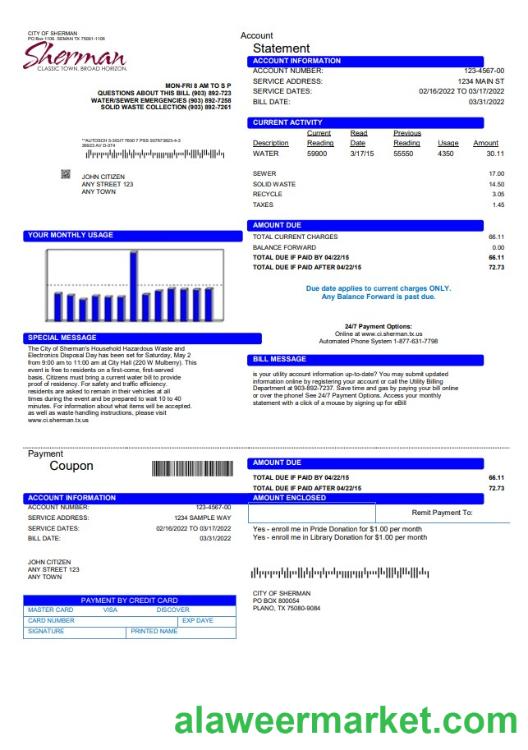 CITY OF SHERMAN
PO Box 1106 SEMAN TX 75091-1106
Sherman
CLASSIC TOWN, BROAD HORIZON.
MON-FRI 8 AM TO 5 P
QUESTIONS ABOUT THIS BILL (903) 892-723
WATER/SEWER EMERGENCIES (903) 892-7258
SOLID WASTE COLLECTION (903) 892-7261
JOHN CITIZEN
ANY STREET 123
ANY TOWN
YOUR MONTHLY USAGE
SPECIAL MESSAGE
The City of Sherman's Household Hazardous Waste and
Electronics Disposal Day has been set for Saturday, May 2
from 9:00 am to 11:00 am at City Hall (220 W Mulberry). This
event is free to residents on a first-come, first-served
basis. Citizens must bring a current water bill to provide
proof of residency. For safety and traffic efficiency.
residents are asked to remain in their vehicles at all
times during the event and be prepared to wait 10 to 40
minutes. For information about what items will be accepted.
as well as waste handling instructions, please visit
www.ci.sherman.tx.us
Account
Statement
ACCOUNT INFORMATION
ACCOUNT NUMBER: 123-4567-00
SERVICE ADDRESS: 1234 MAIN ST
SERVICE DATES: 02/16/2022 TO 03/17/2022
BILL DATE: 03/31/2022
CURRENT ACTIVITY
Current Read Previous
Description Reading Date Reading Usage Amount
WATER 59900 3/17/15 55550 4350 30.11
SEWER 17.00
SOLID WASTE 14.50
RECYCLE 3.05
TAXES 1.45
AMOUNT DUE
TOTAL CURRENT CHARGES 66.11
BALANCE FORWARD 0.00
TOTAL DUE IF PAID BY 04/22/15 66.11
TOTAL DUE IF PAID AFTER 04/22/15 72.73
Due date applies to current charges ONLY.
Any Balance Forward is past due.
24/7 Payment Options:
Online at www.ci.sherman.tx.us
Automated Phone System 1-877-631-7798
BILL MESSAGE
is your utility account information up-to-date? You may submit updated
information online by registering your account or call the Utility Billing
Department at 903-892-7237. Save time and gas by paying your bill online
or over the phone! See 24/7 Payment Options. Access your monthly
statement with a click of a mouse by signing up for eBill
Payment
Coupon
ACCOUNT INFORMATION
ACCOUNT NUMBER: 123-4567-00
SERVICE ADDRESS: 1234 SAMPLE WAY
SERVICE DATES: 02/16/2022 TO 03/17/2022
BILL DATE: 03/31/2022
JOHN CITIZEN
ANY STREET 123
ANY TOWN
PAYMENT BY CREDIT CARD
MASTER CARD VISA DISCOVER
CARD NUMBER EXP DAYE
SIGNATURE PRINTED NAME
AMOUNT DUE
TOTAL DUE IF PAID BY 04/22/15 66.11
TOTAL DUE IF PAID AFTER 04/22/15 72.73
AMOUNT ENCLOSED
Remit Payment To:
Yes - enroll me in Pride Donation for $1.00 per month
Yes - enroll me in Library Donation for $1.00 per month
CITY OF SHERMAN
PO BOX 800054
PLANO, TX 75080-9084
alaweermarket.com